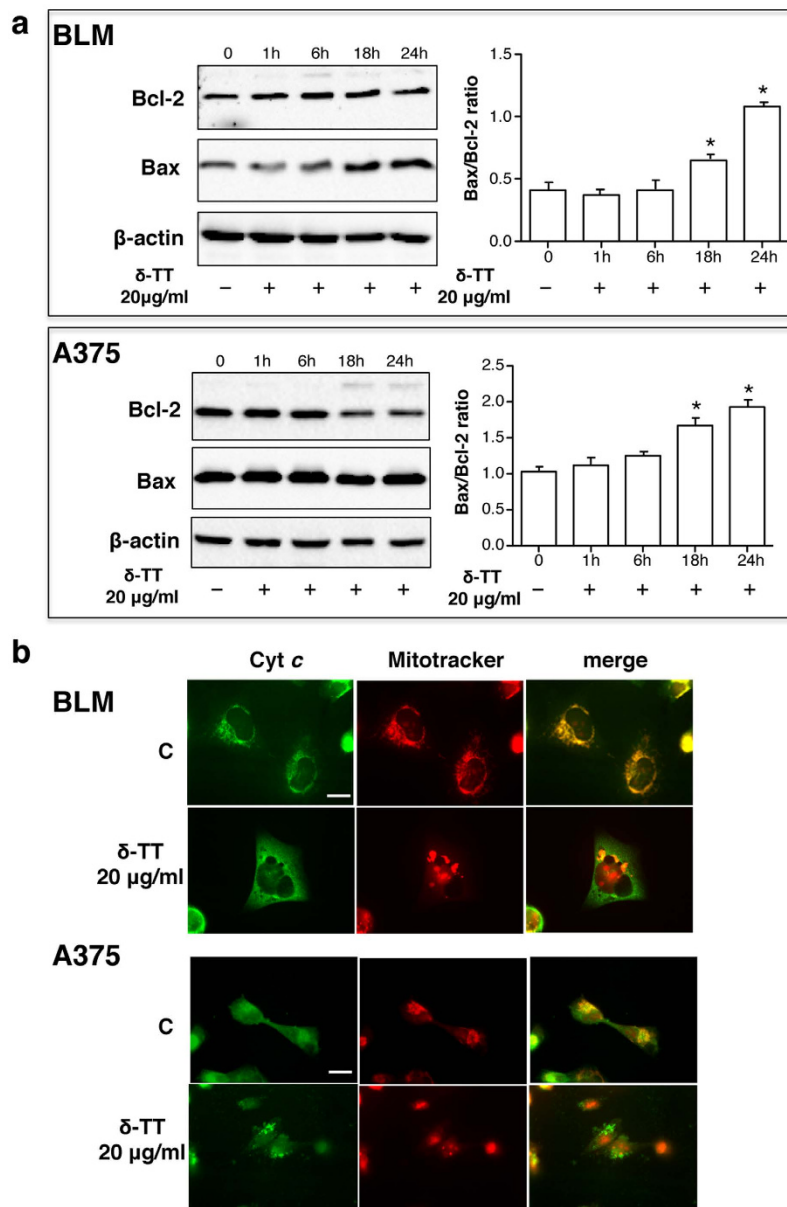 a
BLM
0 1h 6h 18h 24h
Bcl-2
Bax
β-actin
δ-TT
20μg/ml
− + + + +
1.5
1.0
0.5
0.0
Bax/Bcl-2 ratio
* *
0 1h 6h 18h 24h
δ-TT
20 μg/ml
− + + + +
A375
0 1h 6h 18h 24h
Bcl-2
Bax
β-actin
δ-TT
20 μg/ml
− + + + +
2.5
2.0
1.5
1.0
0.5
0.0
Bax/Bcl-2 ratio
* *
0 1h 6h 18h 24h
δ-TT
20 μg/ml
− + + + +
b
Cyt c Mitotracker merge
BLM
C
δ-TT
20 μg/ml
A375
C
δ-TT
20 μg/ml